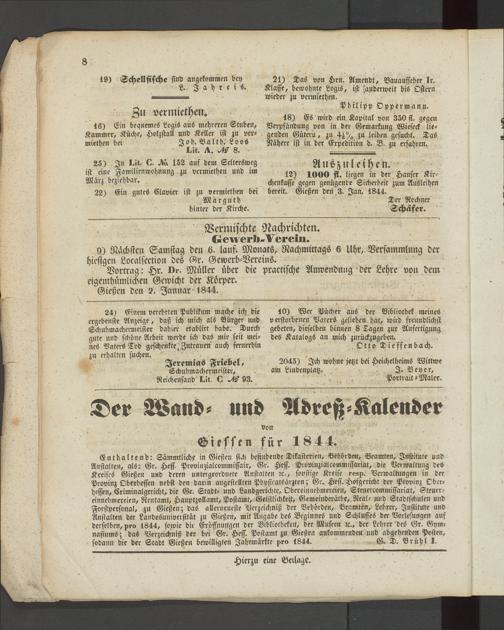 8
19) Schellfische sind angekommen bey
L. Jahreis.
Zu vermiethen.
16) Ein bequemes Logis aus mehreren Stuben,
Kammer, Küche, Holzstall und Keller ist zu ver-
miethen bei Joh. Balth. Loos
Lit. A. № 8.
25) In Lit. C. №. 152 auf dem Seltersweg
ist eine Familienwohnung zu vermiethen und im
März beziehbar.
22) Ein gutes Clavier ist zu vermiethen bei
Marguth
hinter der Kirche.
21) Das von Hrn. Amendt, Bauaufseher Ir.
Klasse, bewohnte Logis, ist anderweit bis Ostern
wieder zu vermiethen.
Philipp Oppermann.
18) Es wird ein Kapital von 350 fl. gegen
Verpfändung von in der Gemarkung Wieseck lie-
genden Gütern, zu 4½% zu leihen gesucht. Das
Nähere ist in der Expedition d. B. zu erfahren.
Auszuleihen.
12) 1000 fl. liegen in der Hauser Kir-
chenkasse gegen genügende Sicherheit zum Ausleihen
bereit. Gießen den 3. Jan. 1844.
Der Rechner
Schäfer.
Vermischte Nachrichten.
Gewerb-Verein.
9) Nächsten Samstag den 6. lauf. Monats, Nachmittags 6 Uhr, Versammlung der
hiesigen Localsection des Gr. Gewerb-Vereins.
Vortrag: Hr. Dr. Müller über die practische Anwendung der Lehre von dem
eigenthümlichen Gewicht der Körper.
Gießen den 2. Januar 1844.
24) Einem verehrten Publikum mache ich die
ergebenste Anzeige, daß ich mich als Bürger und
Schuhmachermeister dahier etablirt habe. Durch
gute und schöne Arbeit werde ich das mir seit mei-
nes Vaters Tod geschenkte Zutrauen auch fernerhin
zu erhalten suchen.
Jeremias Friebel,
Schuhmachermeister,
Reichensand Lit. C № 93.
10) Wer Bücher aus der Bibliothek meines
verstorbenen Vaters geliehen hat, wird freundlichst
gebeten, dieselben binnen 8 Tagen zur Anfertigung
des Katalogs an mich zurückzugeben.
Otto Dieffenbach.
2045) Ich wohne jetzt bei Heichelheims Wittwe
am Lindenplatz. J. Beyer,
Portrait-Maler.
Der Wand- und Adreß-Kalender
von
Giessen für 1844.
Enthaltend: Sämmtliche in Gießen sich befindende Dikasterien, Behörden, Beamten, Institute und
Anstalten, als: Gr. Hess. Provinzialcommissair, Gr. Hess. Provinzialcommissariat, die Verwaltung des
Kreises Gießen und deren untergeordnete Anstalten ꝛc., sonstige Kreis- resp. Verwaltungen in der
Provinz Oberhessen nebst den darin angestellten Physicatsärzten; Gr. Hess. Hofgericht der Provinz Ober-
hessen, Criminalgericht, die Gr. Stadt- und Landgerichte, Obereinnehmereien, Steuercommissariat, Steuer-
einnehmereien, Rentamt, Hauptzollamt, Postamt, Geistlichkeit, Gemeinderäthe, Real- und Stadtschulen und
Forstpersonal, zu Giessen; das allerneueste Verzeichniß der Behörden, Beamten, Lehrer, Institute und
Anstalten der Landesuniversität zu Gießen, mit Angabe des Beginnes und des Schlusses der Vorlesungen auf
derselben, pro 1844, sowie die Eröffnungen der Bibliotheken, der Museen ꝛc., der Lehrer des Gr. Gym-
nasiums; das Verzeichniß der bei Gr. Hess. Postamt zu Gießen ankommenden und abgehenden Posten,
sodann die der Stadt Gießen bewilligten Jahrmärkte pro 1844. G. D. Brühl I.
Hierzu eine Beilage.